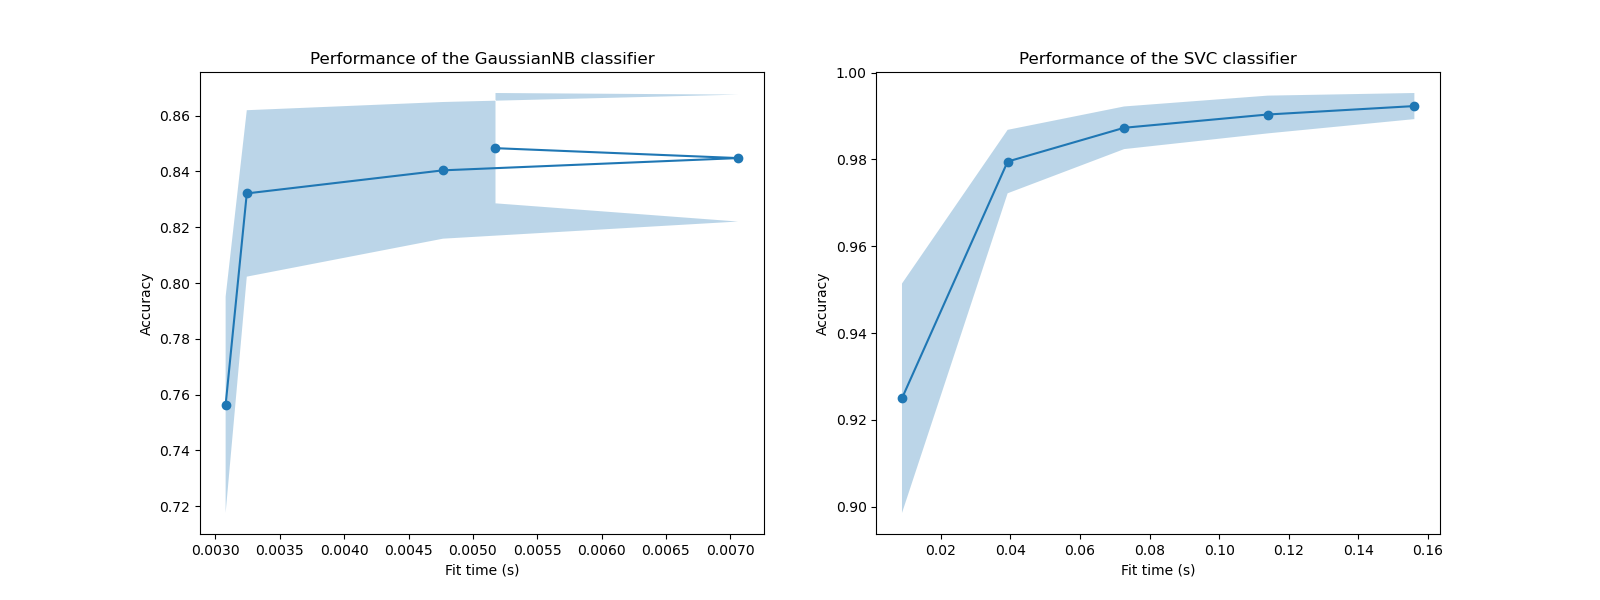 Performance of the GaussianNB classifier
0.86
0.84
0.82
0.80
0.78
0.76
0.74
0.72
Accuracy
0.0030 0.0035 0.0040 0.0045 0.0050 0.0055 0.0060 0.0065 0.0070
Fit time (s)
Performance of the SVC classifier
1.00
0.98
0.96
0.94
0.92
0.90
Accuracy
0.02 0.04 0.06 0.08 0.10 0.12 0.14 0.16
Fit time (s)